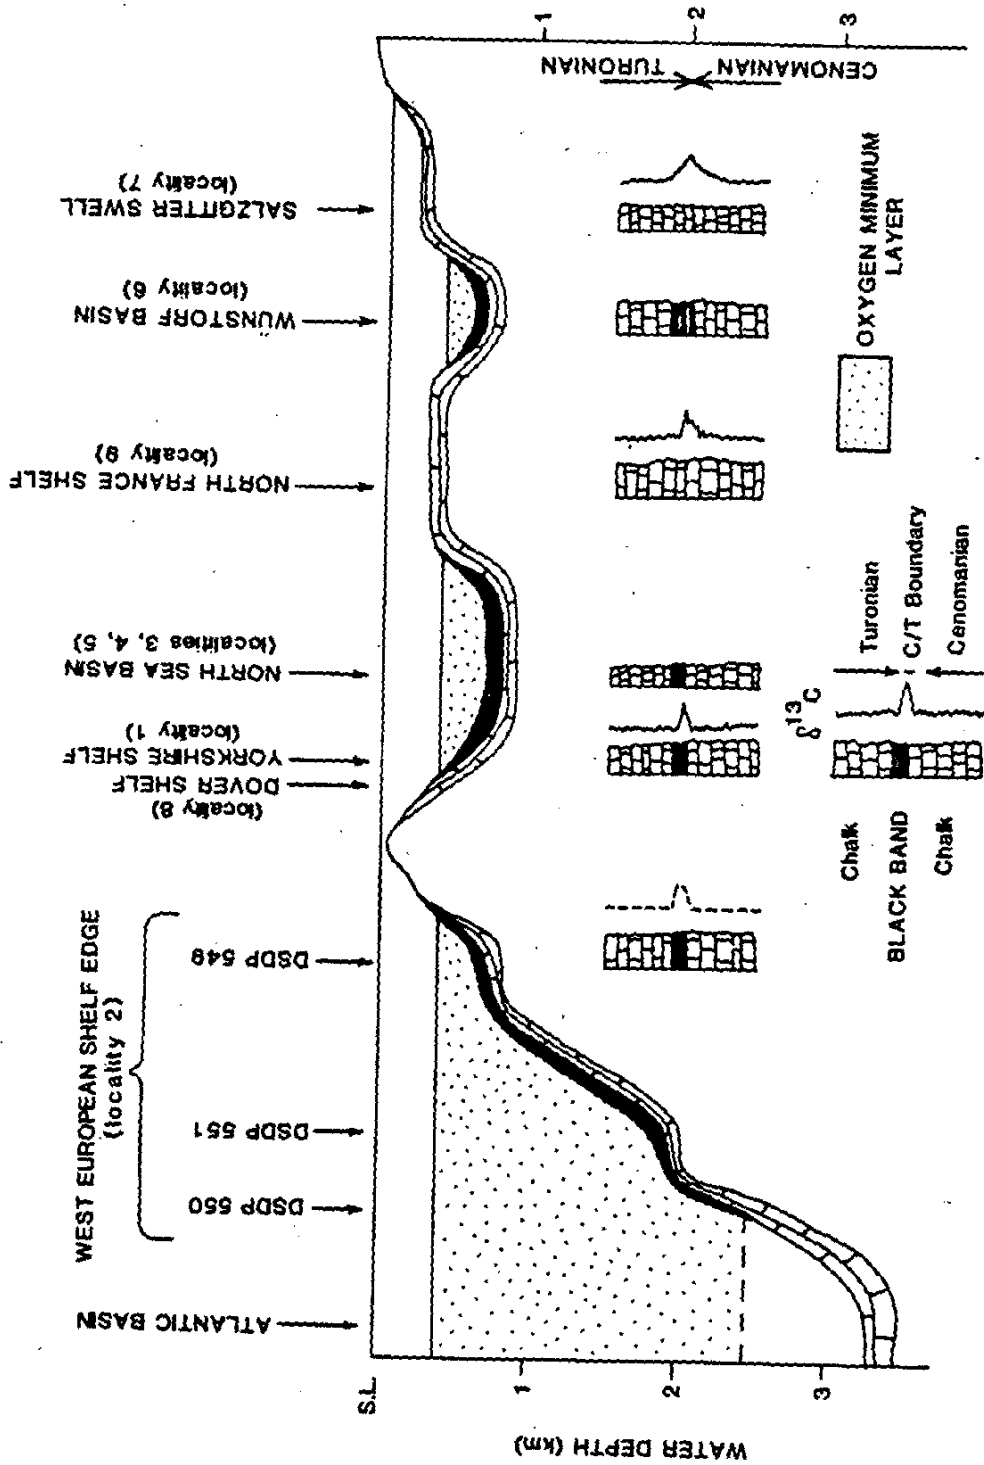 WEST EUROPEAN SHELF EDGE
(locality 2)
ATLANTIC BASIN
DSDP 550
DSDP 551
DSDP 549
DOVER SHELF
(locality 8)
YORKSHIRE SHELF
(locality 1)
NORTH SEA BASIN
(localities 3, 4, 5)
NORTH FRANCE SHELF
(locality 9)
WUNSTORF BASIN
(locality 6)
SALZGITTER SWELL
(locality 7)
WATER DEPTH (km)
S.L.
1
2
3
1
2
3
TURONIAN
CENOMANIAN
δ13C
Chalk
BLACK BAND
Chalk
Turonian
C/T Boundary
Cenomanian
OXYGEN MINIMUM
LAYER